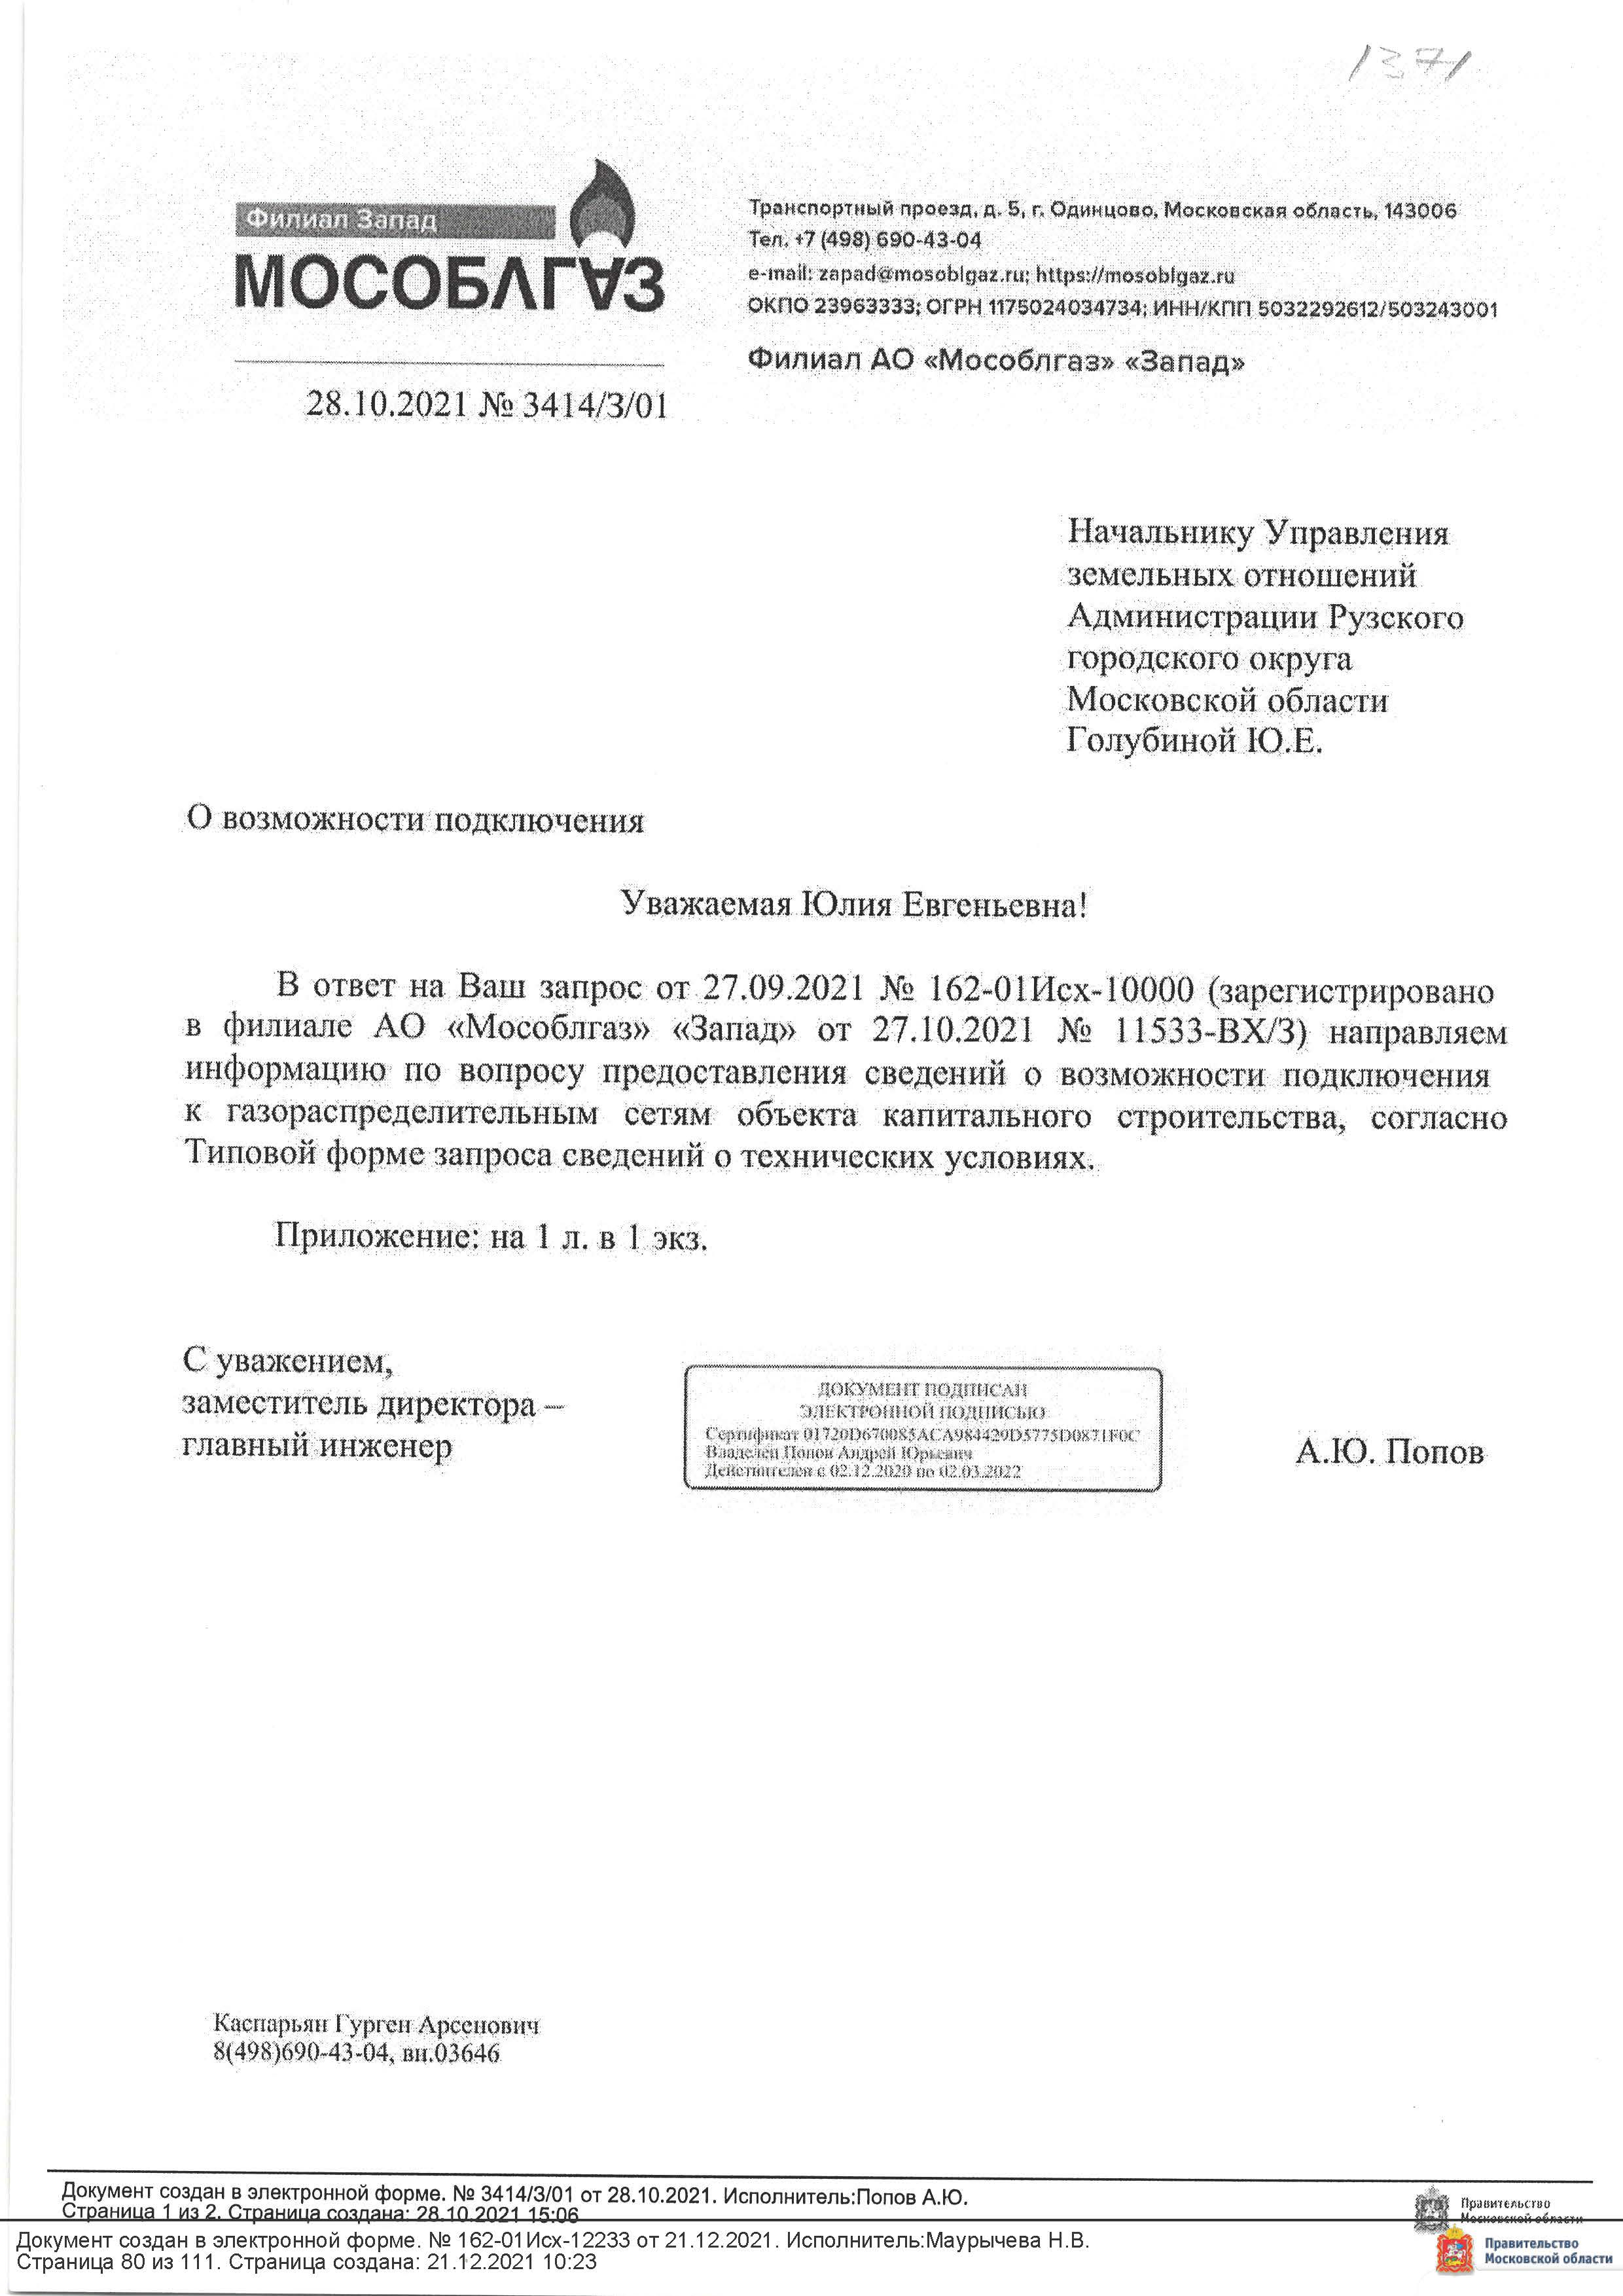 1371
Филиал Запад
МОСОБЛГАЗ
Транспортный проезд, д. 5, г. Одинцово, Московская область, 143006
Тел. +7 (498) 690-43-04
e-mail: zapad@mosoblgaz.ru; https://mosoblgaz.ru
ОКПО 23963333; ОГРН 1175024034734; ИНН/КПП 5032292612/503243001
Филиал АО «Мособлгаз» «Запад»
28.10.2021 № 3414/3/01
Начальнику Управления
земельных отношений
Администрации Рузского
городского округа
Московской области
Голубиной Ю.Е.
О возможности подключения
Уважаемая Юлия Евгеньевна!
В ответ на Ваш запрос от 27.09.2021 № 162-01Исх-10000 (зарегистрировано
в филиале АО «Мособлгаз» «Запад» от 27.10.2021 № 11533-ВХ/З) направляем
информацию по вопросу предоставления сведений о возможности подключения
к газораспределительным сетям объекта капитального строительства, согласно
Типовой форме запроса сведений о технических условиях.
Приложение: на 1 л. в 1 экз.
С уважением,
заместитель директора –
главный инженер
ДОКУМЕНТ ПОДПИСАН
ЭЛЕКТРОННОЙ ПОДПИСЬЮ
Сертификат 01720D670085ACA984429D5775D0871F0C
Владелец Попов Андрей Юрьевич
Действителен с 02.12.2020 по 02.03.2022
А.Ю. Попов
Каспарьян Гурген Арсенович
8(498)690-43-04, вн.03646
Документ создан в электронной форме. № 3414/3/01 от 28.10.2021. Исполнитель:Попов А.Ю.
Страница 1 из 2. Страница создана: 28.10.2021 15:06
Правительство
Московской области
Документ создан в электронной форме. № 162-01Исх-12233 от 21.12.2021. Исполнитель:Маурычева Н.В.
Страница 80 из 111. Страница создана: 21.12.2021 10:23
Правительство
Московской области